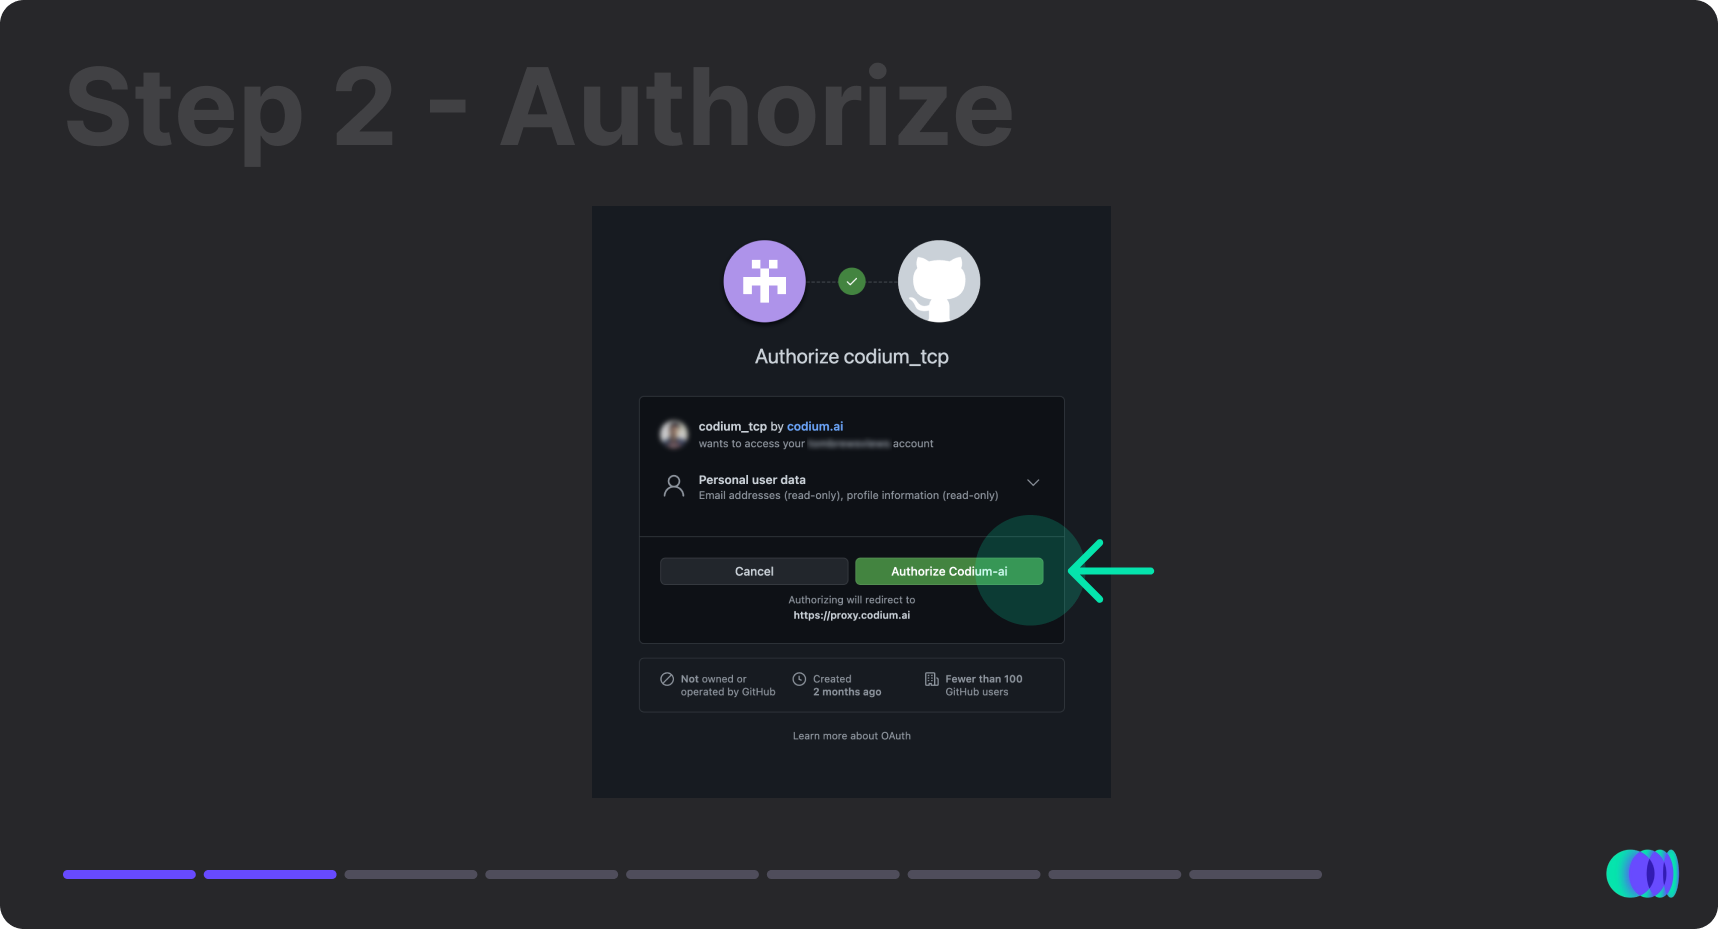 Step 2 - Authorize
Authorize codium_tcp
codium_tcp by codium.ai
wants to access your account
Personal user data
Email addresses (read-only), profile information (read-only)
Cancel
Authorize Codium-ai
Authorizing will redirect to
https://proxy.codium.ai
Not owned or
operated by GitHub
Created
2 months ago
Fewer than 100
GitHub users
Learn more about OAuth